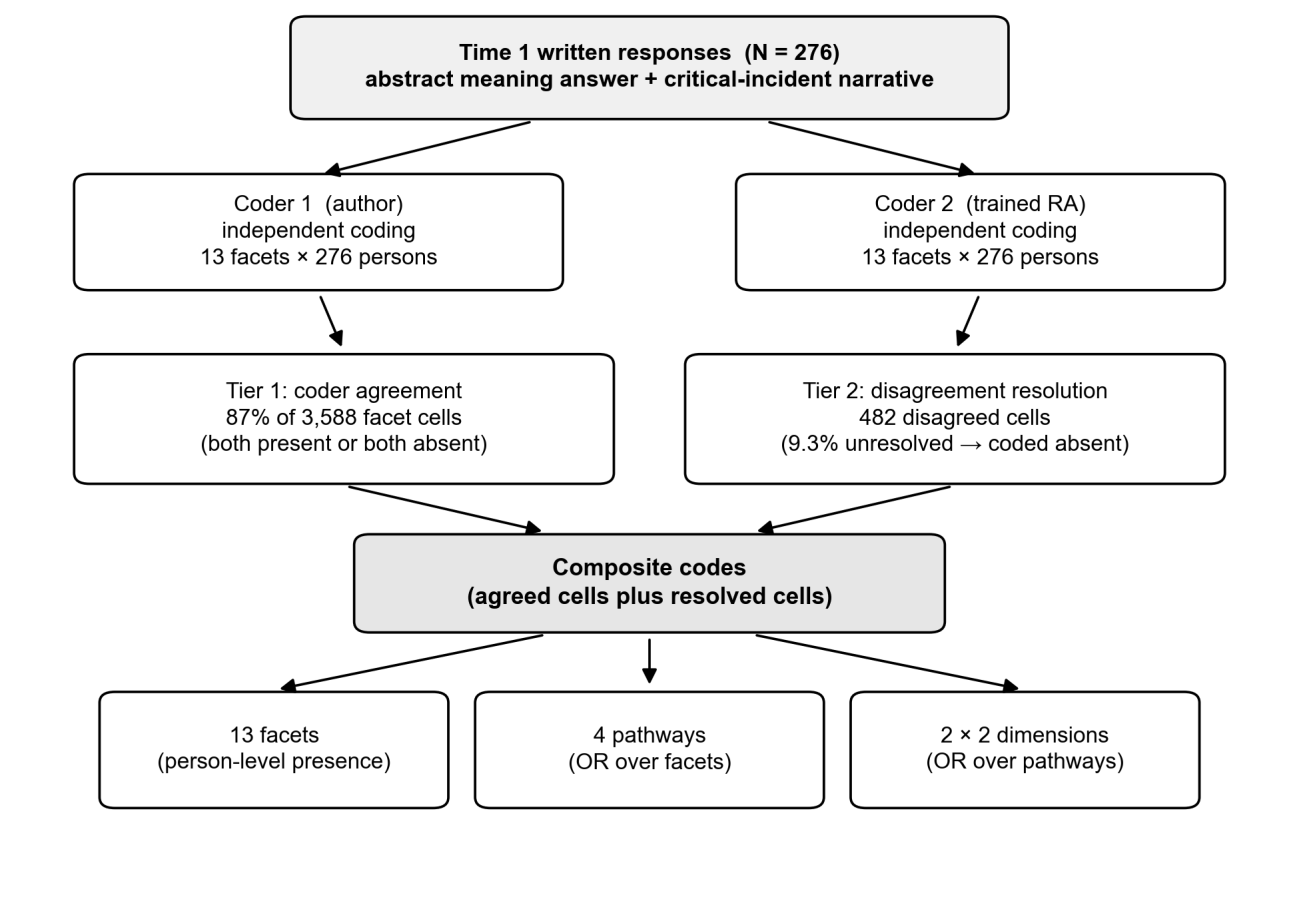 Time 1 written responses (N = 276)
abstract meaning answer + critical-incident narrative
Coder 1 (author)
independent coding
13 facets × 276 persons
Coder 2 (trained RA)
independent coding
13 facets × 276 persons
Tier 1: coder agreement
87% of 3,588 facet cells
(both present or both absent)
Tier 2: disagreement resolution
482 disagreed cells
(9.3% unresolved → coded absent)
Composite codes
(agreed cells plus resolved cells)
13 facets
(person-level presence)
4 pathways
(OR over facets)
2 × 2 dimensions
(OR over pathways)